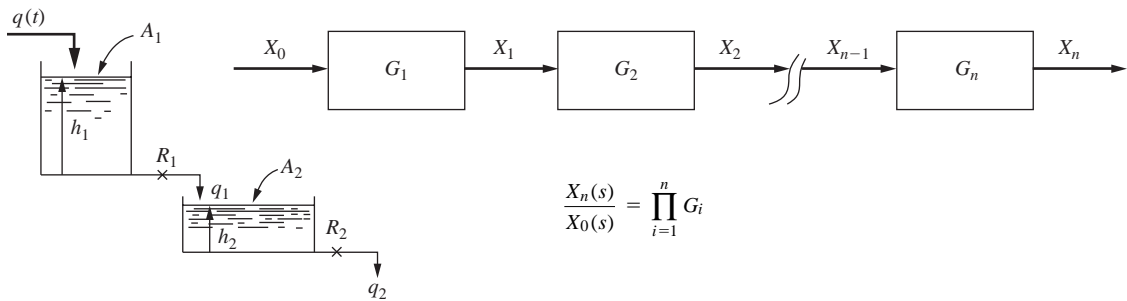 q(t)
A₁
h₁
R₁
q₁
A₂
h₂
R₂
q₂
X₀
G₁
X₁
G₂
X₂
Xₙ₋₁
Gₙ
Xₙ
Xₙ(s)/X₀(s) = ∏ᵢ₌₁ⁿ Gᵢ